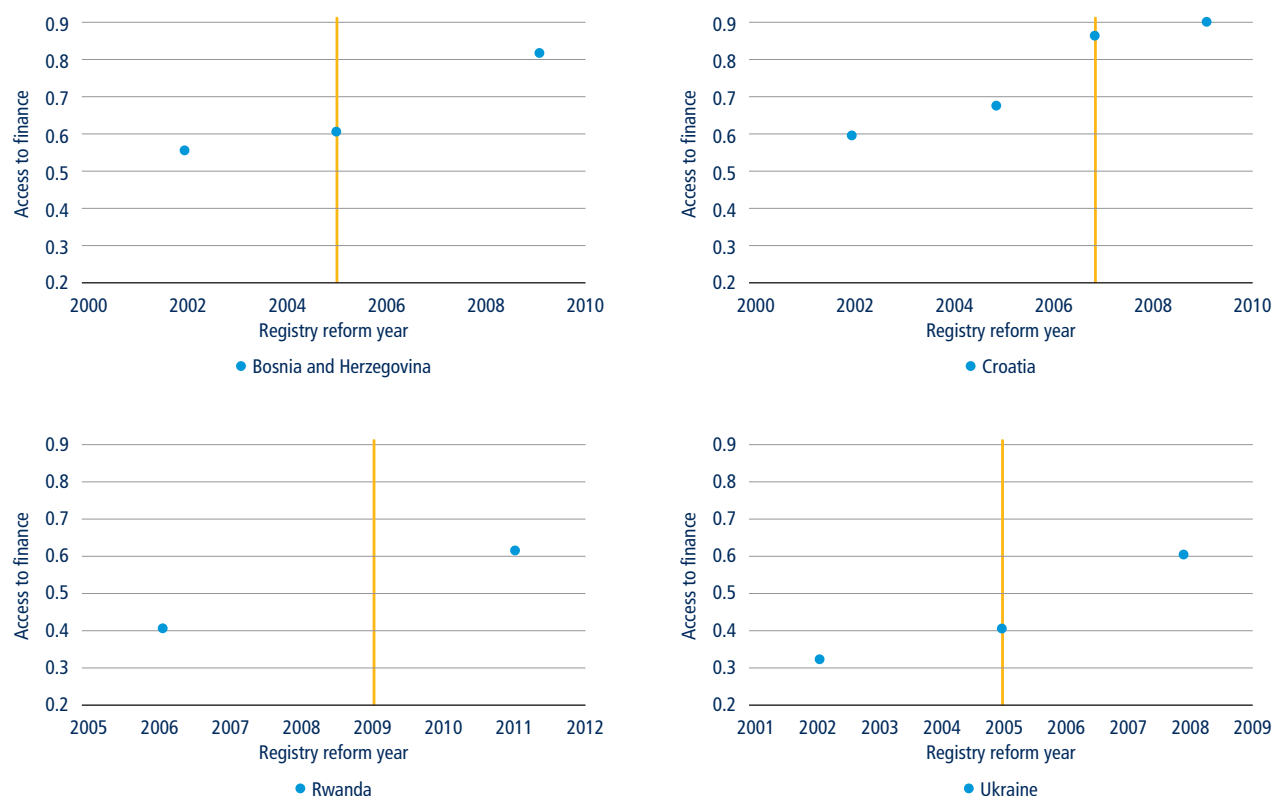 0.9
0.8
0.7
0.6
0.5
0.4
0.3
0.2
Access to finance
2000 2002 2004 2006 2008 2010
Registry reform year
Bosnia and Herzegovina
0.9
0.8
0.7
0.6
0.5
0.4
0.3
0.2
Access to finance
2000 2002 2004 2006 2008 2010
Registry reform year
Croatia
0.9
0.8
0.7
0.6
0.5
0.4
0.3
0.2
Access to finance
2005 2006 2007 2008 2009 2010 2011 2012
Registry reform year
Rwanda
0.9
0.8
0.7
0.6
0.5
0.4
0.3
0.2
Access to finance
2001 2002 2003 2004 2005 2006 2007 2008 2009
Registry reform year
Ukraine